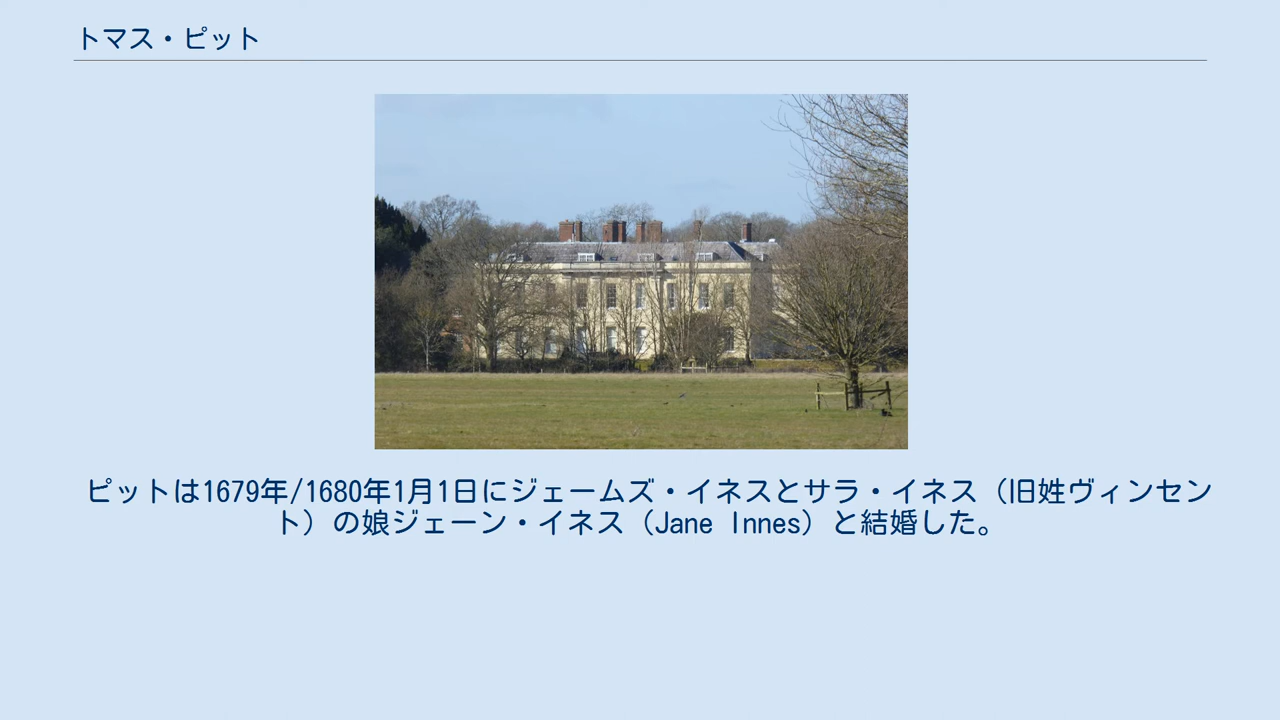 トマス・ピット
ピットは1679年/1680年1月1日にジェームズ・イネスとサラ・イネス（旧姓ヴィンセン
ト）の娘ジェーン・イネス（Jane Innes）と結婚した。